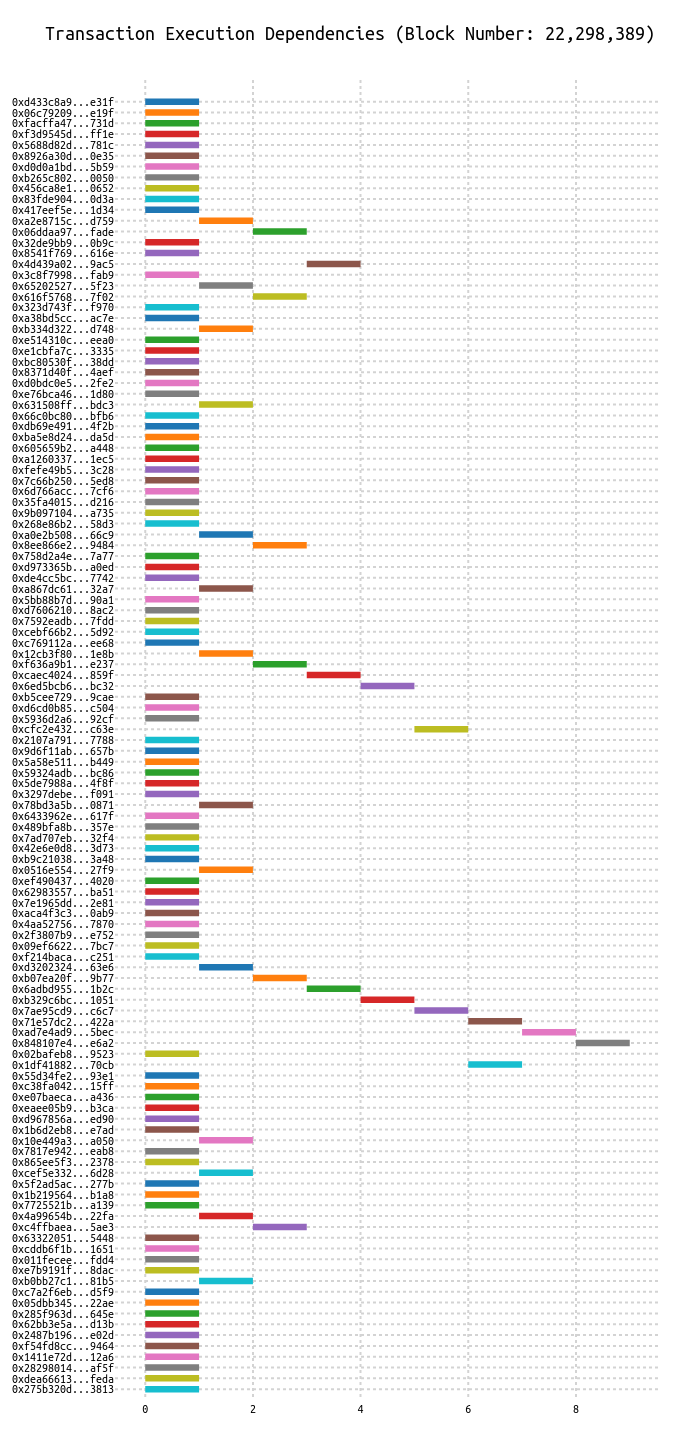 Transaction Execution Dependencies (Block Number: 22,298,389)
0xd433c8a9...e31f
0x06c79209...e19f
0xfacffa47...731d
0xf3d9545d...ff1e
0x5688d82d...781c
0x8926a30d...0e35
0xd0d0a1bd...5b59
0xb265c802...0050
0x456ca8e1...0652
0x83fde904...0d3a
0x417eef5e...1d34
0xa2e8715c...d759
0x06ddaa97...fade
0x32de9bb9...0b9c
0x8541f769...616e
0x4d439a02...9ac5
0x3c8f7998...fab9
0x65202527...5f23
0x616f5768...7f02
0x323d743f...f970
0xa38bd5cc...ac7e
0xb334d322...d748
0xe514310c...eea0
0xe1cbfa7c...3335
0xbc80530f...38dd
0x8371d40f...4aef
0xd0bdc0e5...2fe2
0xe76bca46...1d80
0x631508ff...bdc3
0x66c0bc80...bfb6
0xdb69e491...4f2b
0xba5e8d24...da5d
0x605659b2...a448
0xa1260337...1ec5
0xfefe49b5...3c28
0x7c66b250...5ed8
0x6d766acc...7cf6
0x35fa4015...d216
0x9b097104...a735
0x268e86b2...58d3
0xa0e2b508...66c9
0x8ee866e2...9484
0x758d2a4e...7a77
0xd973365b...a0ed
0xde4cc5bc...7742
0xa867dc61...32a7
0x5bb88b7d...90a1
0xd7606210...8ac2
0x7592eadb...7fdd
0xcebf66b2...5d92
0xc769112a...ee68
0x12cb3f80...1e8b
0xf636a9b1...e237
0xcaec4024...859f
0x6ed5bcb6...bc32
0xb5cee729...9cae
0xd6cd0b85...c504
0x5936d2a6...92cf
0xcfc2e432...c63e
0x2107a791...7788
0x9d6f11ab...657b
0x5a58e511...b449
0x59324adb...bc86
0x5de7988a...4f8f
0x3297debe...f091
0x78bd3a5b...0871
0x6433962e...617f
0x489bfa8b...357e
0x7ad707eb...32f4
0x42e6e0d8...3d73
0xb9c21038...3a48
0x0516e554...27f9
0xef490437...4020
0x62983557...ba51
0x7e1965dd...2e81
0xaca4f3c3...0ab9
0x4aa52756...7870
0x2f3807b9...e752
0x09ef6622...7bc7
0xf214baca...c251
0xd3202324...63e6
0xb07ea20f...9b77
0x6adbd955...1b2c
0xb329c6bc...1051
0x7ae95cd9...c6c7
0x71e57dc2...422a
0xad7e4ad9...5bec
0x848107e4...e6a2
0x02bafeb8...9523
0x1df41882...70cb
0x55d34fe2...93e1
0xc38fa042...15ff
0xe07baeca...a436
0xeaee05b9...b3ca
0xd967856a...ed90
0x1b6d2eb8...e7ad
0x10e449a3...a050
0x7817e942...eab8
0x865ee5f3...2378
0xcef5e332...6d28
0x5f2ad5ac...277b
0x1b219564...b1a8
0x7725521b...a139
0x4a99654b...22fa
0xc4ffbaea...5ae3
0x63322051...5448
0xcddb6f1b...1651
0x011fecee...fdd4
0xe7b9191f...8dac
0xb0bb27c1...81b5
0xc7a2f6eb...d5f9
0x05dbb345...22ae
0x285f963d...645e
0x62bb3e5a...d13b
0x2487b196...e02d
0xf54fd8cc...9464
0x1411e72d...12a6
0x28298014...af5f
0xdea66613...feda
0x275b320d...3813
0 2 4 6 8